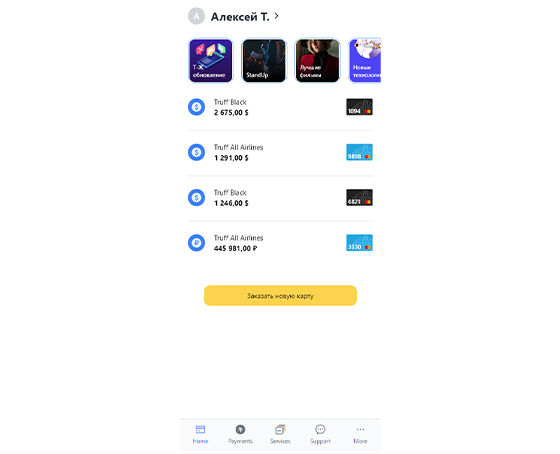 A
Алексей Т.
Т-Ж
обновление
StandUp
Лучшие
фильмы
Новые
технологии
Truff Black
2 675,00 $
1094
Truff All Airlines
1 291,00 $
9898
Truff Black
1 246,00 $
6821
Truff All Airlines
445 981,00 ₽
3330
Заказать новую карту
Home
Payments
Services
Support
More